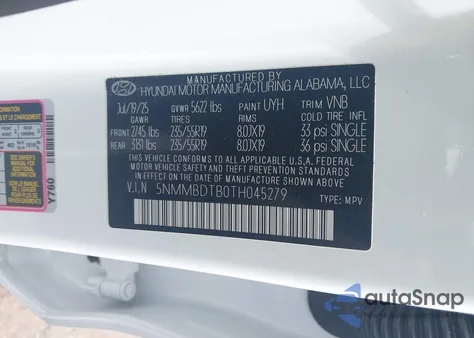 MANUFACTURED BY
HYUNDAI MOTOR MANUFACTURING ALABAMA, LLC
Jul/19/25 GVWR 5622 lbs PAINT UYH TRIM VNB
GAWR TIRES RIMS COLD TIRE INFL.
FRONT 2745 lbs 235/55R19 8.0JX19 33 psi SINGLE
REAR 3131 lbs 235/55R19 8.0JX19 36 psi SINGLE
THIS VEHICLE CONFORMS TO ALL APPLICABLE U.S.A. FEDERAL
MOTOR VEHICLE SAFETY AND THEFT PREVENTION STANDARDS
IN EFFECT ON THE DATE OF MANUFACTURE SHOWN ABOVE.
V.I.N 5NMMBDTB0TH045279
TYPE: MPV
Y760
autoSnap